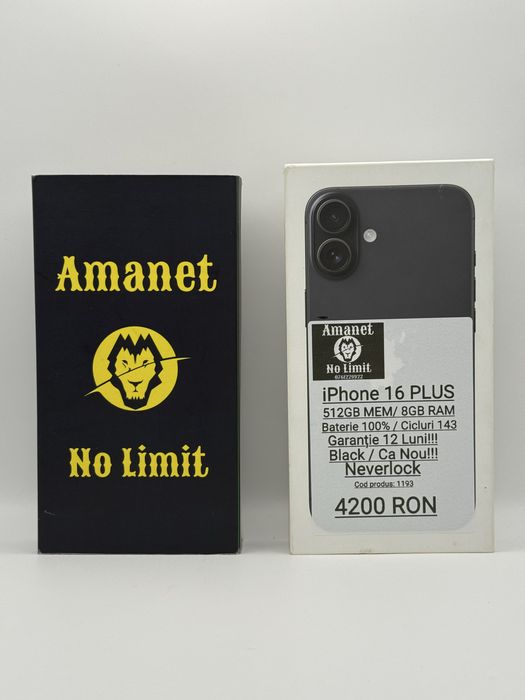 Amanet
No Limit
Amanet
No Limit
iPhone 16 PLUS
512GB MEM/ 8GB RAM
Baterie 100% / Cicluri 143
Garanție 12 Luni!!!
Black / Ca Nou!!!
Neverlock
Cod produs: 1193
4200 RON